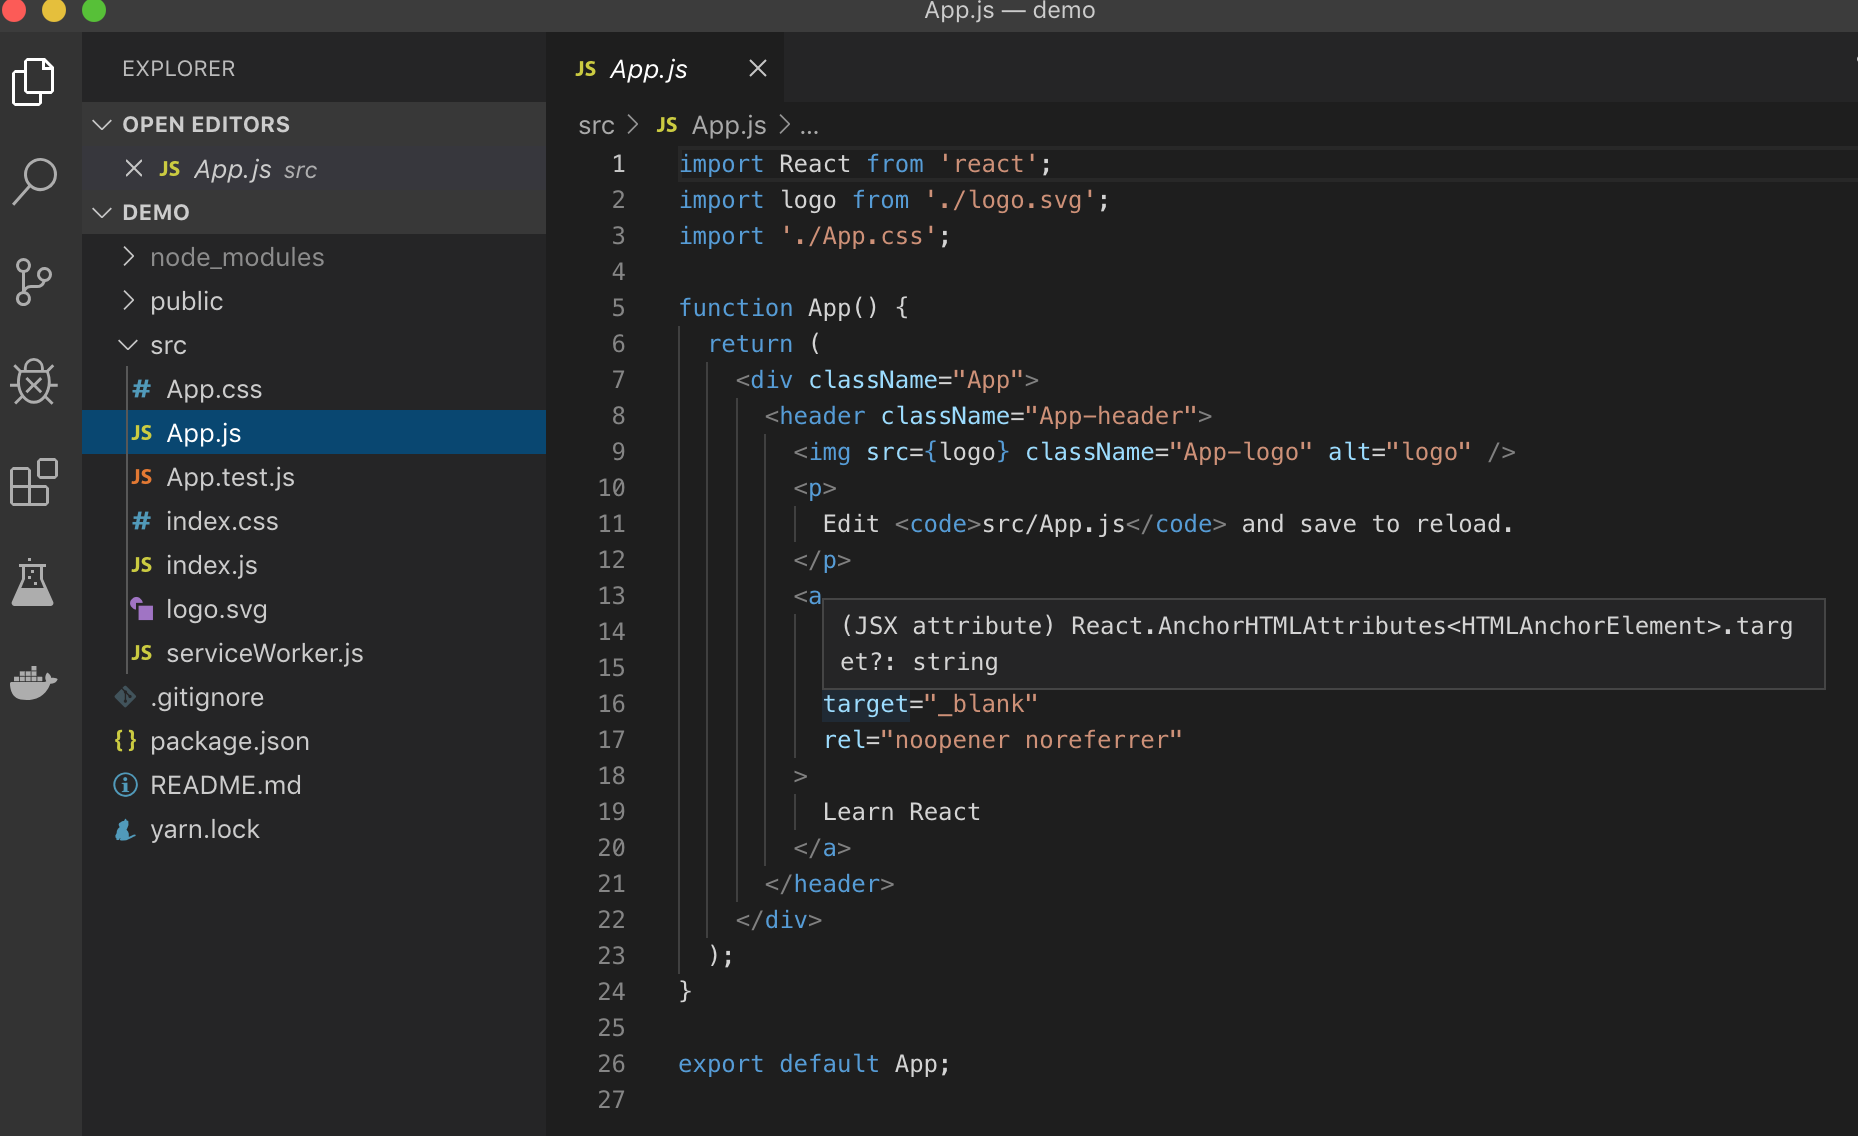 App.js — demo
EXPLORER
OPEN EDITORS
JS App.js src
DEMO
node_modules
public
src
# App.css
JS App.js
JS App.test.js
# index.css
JS index.js
logo.svg
JS serviceWorker.js
.gitignore
{} package.json
README.md
yarn.lock
JS App.js
src > JS App.js > ...
1 import React from 'react';
2 import logo from './logo.svg';
3 import './App.css';
4
5 function App() {
6 return (
7 <div className="App">
8 <header className="App-header">
9 <img src={logo} className="App-logo" alt="logo" />
10 <p>
11 Edit <code>src/App.js</code> and save to reload.
12 </p>
13 <a
14
15
(JSX attribute) React.AnchorHTMLAttributes<HTMLAnchorElement>.targ
et?: string
16 target="_blank"
17 rel="noopener noreferrer"
18 >
19 Learn React
20 </a>
21 </header>
22 </div>
23 );
24 }
25
26 export default App;
27